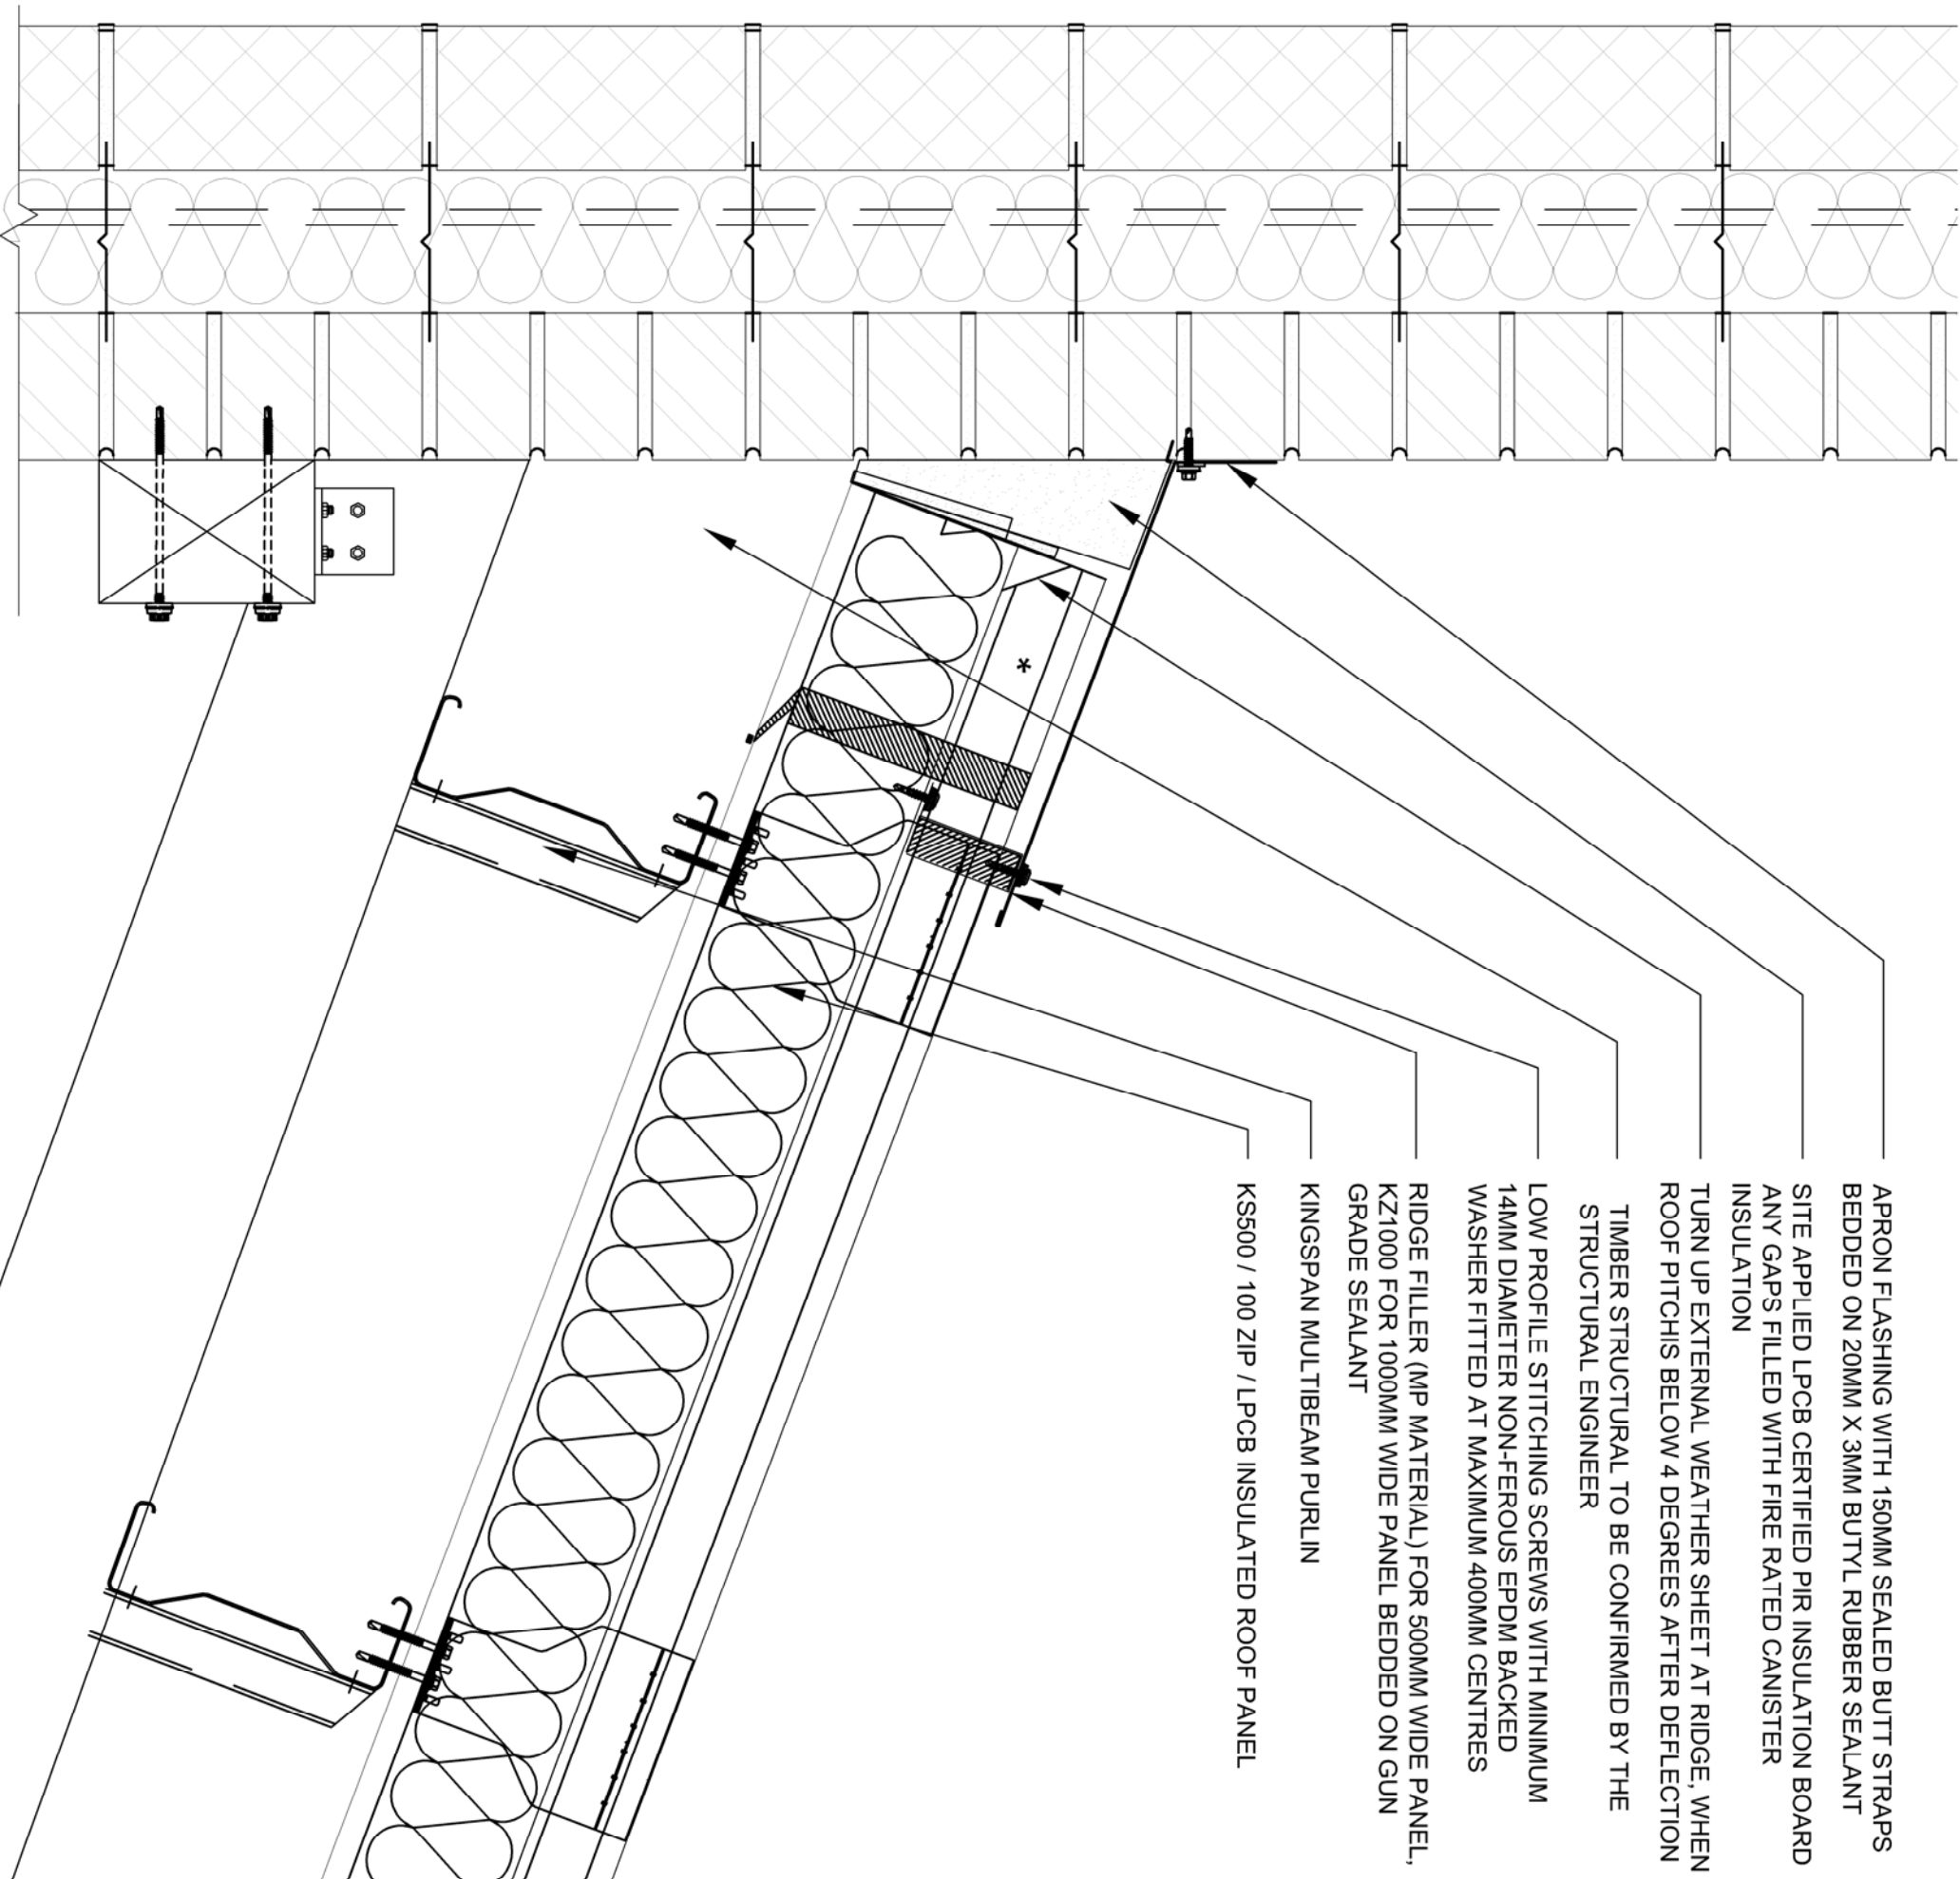 APRON FLASHING WITH 150MM SEALED BUTT STRAPS
BEDDED ON 20MM X 3MM BUTYL RUBBER SEALANT
SITE APPLIED LPCB CERTIFIED PIR INSULATION BOARD
ANY GAPS FILLED WITH FIRE RATED CANISTER
INSULATION
TURN UP EXTERNAL WEATHER SHEET AT RIDGE, WHEN
ROOF PITCHIS BELOW 4 DEGREES AFTER DEFLECTION
TIMBER STRUCTURAL TO BE CONFIRMED BY THE
STRUCTURAL ENGINEER
LOW PROFILE STITCHING SCREWS WITH MINIMUM
14MM DIAMETER NON-FEROUS EPDM BACKED
WASHER FITTED AT MAXIMUM 400MM CENTRES
RIDGE FILLER (MP MATERIAL) FOR 500MM WIDE PANEL,
KZ1000 FOR 1000MM WIDE PANEL BEDDED ON GUN
GRADE SEALANT
KINGSPAN MULTIBEAM PURLIN
KS500 / 100 ZIP / LPCB INSULATED ROOF PANEL
*